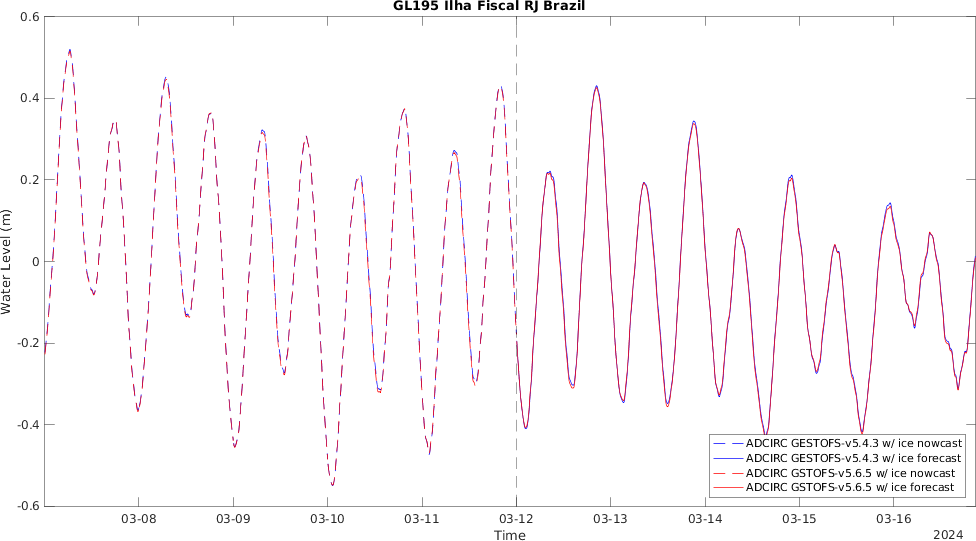 GL195 Ilha Fiscal RJ Brazil
0.6
0.4
0.2
0
-0.2
-0.4
-0.6
Water Level (m)
ADCIRC GESTOFS-v5.4.3 w/ ice nowcast
ADCIRC GESTOFS-v5.4.3 w/ ice forecast
ADCIRC GSTOFS-v5.6.5 w/ ice nowcast
ADCIRC GSTOFS-v5.6.5 w/ ice forecast
03-08 03-09 03-10 03-11 03-12 03-13 03-14 03-15 03-16
Time
2024